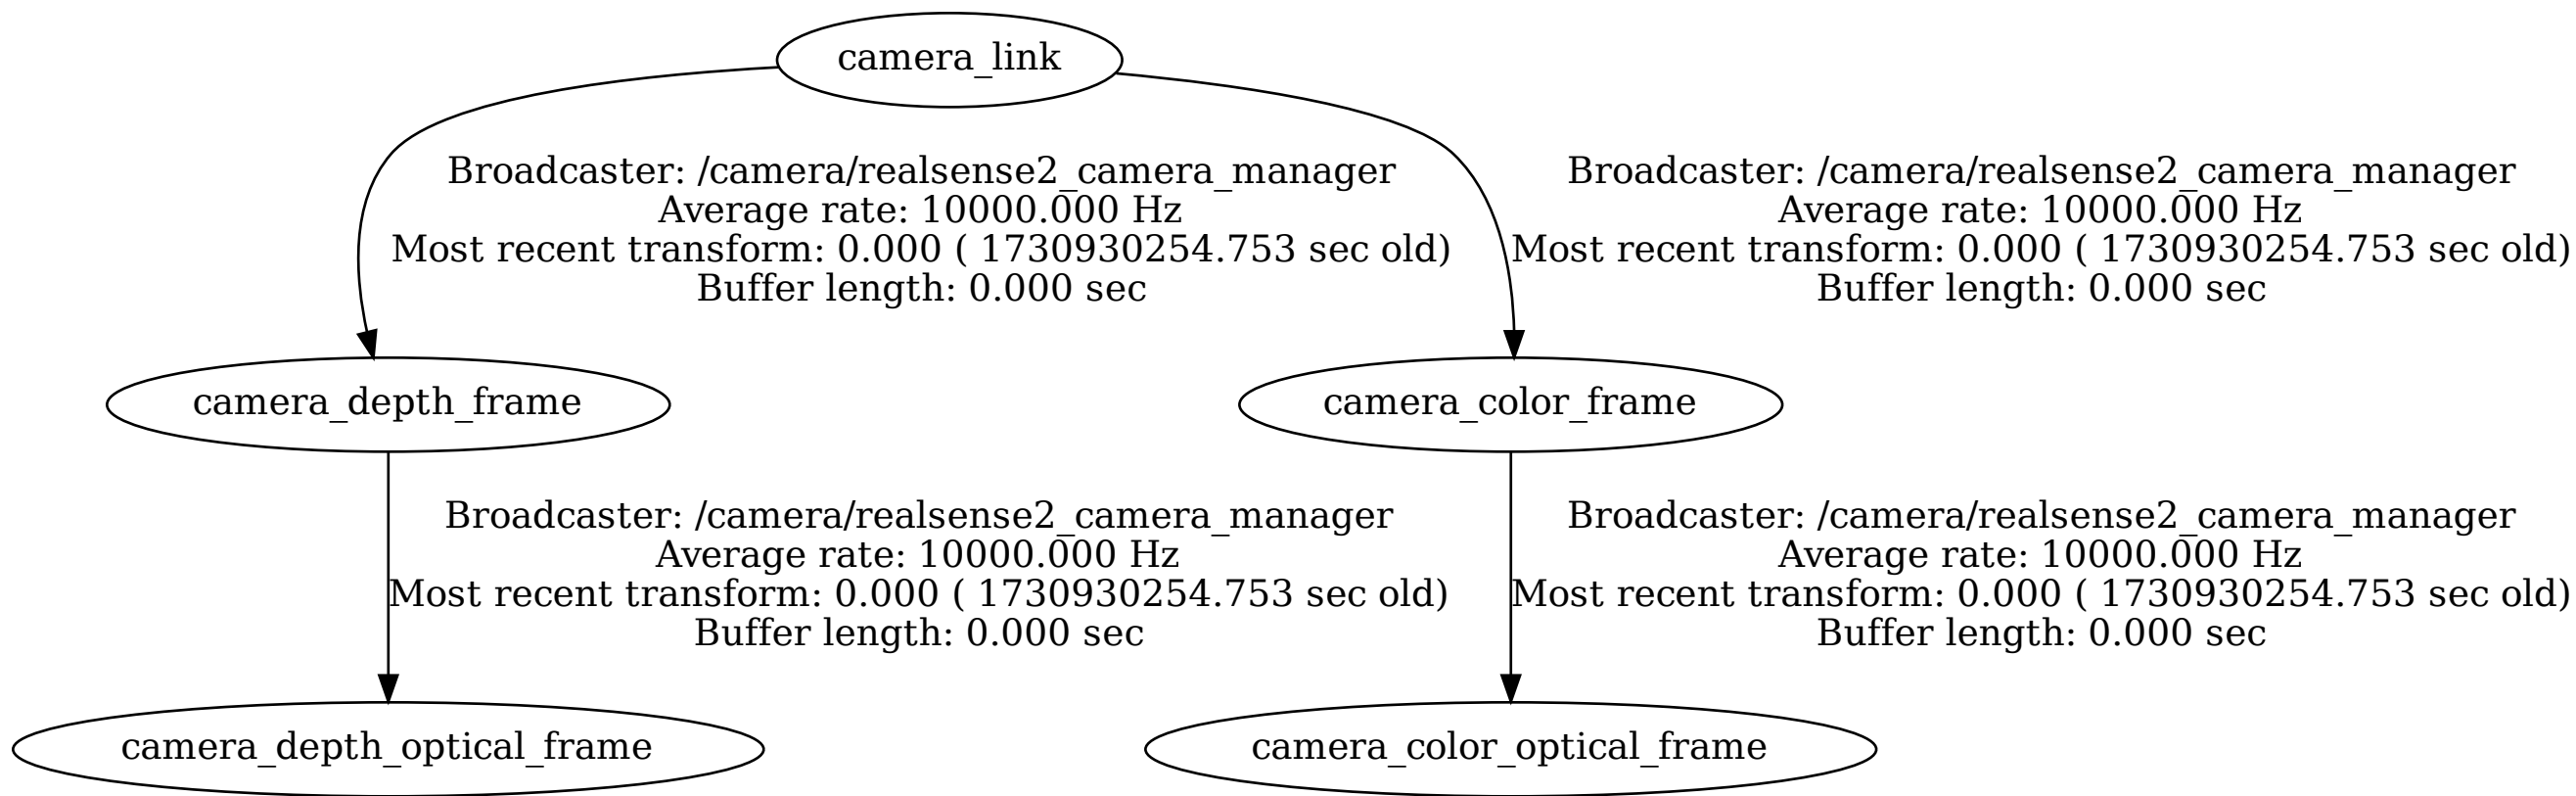 camera_link
Broadcaster: /camera/realsense2_camera_manager
Average rate: 10000.000 Hz
Most recent transform: 0.000 ( 1730930254.753 sec old)
Buffer length: 0.000 sec
Broadcaster: /camera/realsense2_camera_manager
Average rate: 10000.000 Hz
Most recent transform: 0.000 ( 1730930254.753 sec old)
Buffer length: 0.000 sec
camera_depth_frame
camera_color_frame
Broadcaster: /camera/realsense2_camera_manager
Average rate: 10000.000 Hz
Most recent transform: 0.000 ( 1730930254.753 sec old)
Buffer length: 0.000 sec
Broadcaster: /camera/realsense2_camera_manager
Average rate: 10000.000 Hz
Most recent transform: 0.000 ( 1730930254.753 sec old)
Buffer length: 0.000 sec
camera_depth_optical_frame
camera_color_optical_frame